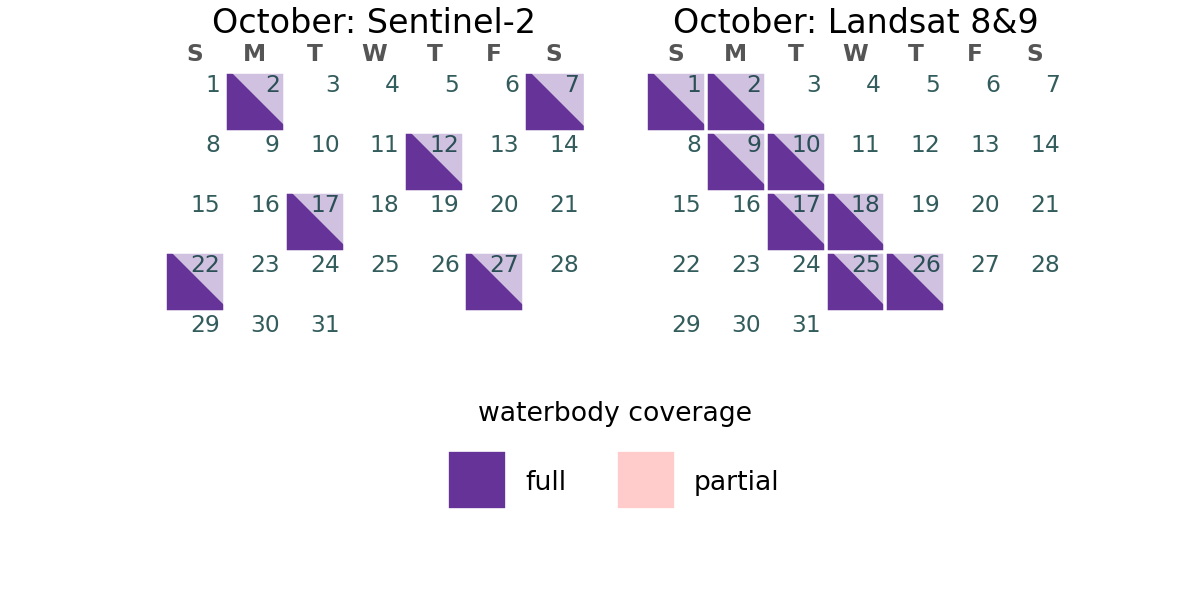 October: Sentinel-2
S M T W T F S
1 2 3 4 5 6 7
8 9 10 11 12 13 14
15 16 17 18 19 20 21
22 23 24 25 26 27 28
29 30 31
October: Landsat 8&9
S M T W T F S
1 2 3 4 5 6 7
8 9 10 11 12 13 14
15 16 17 18 19 20 21
22 23 24 25 26 27 28
29 30 31
waterbody coverage
full partial